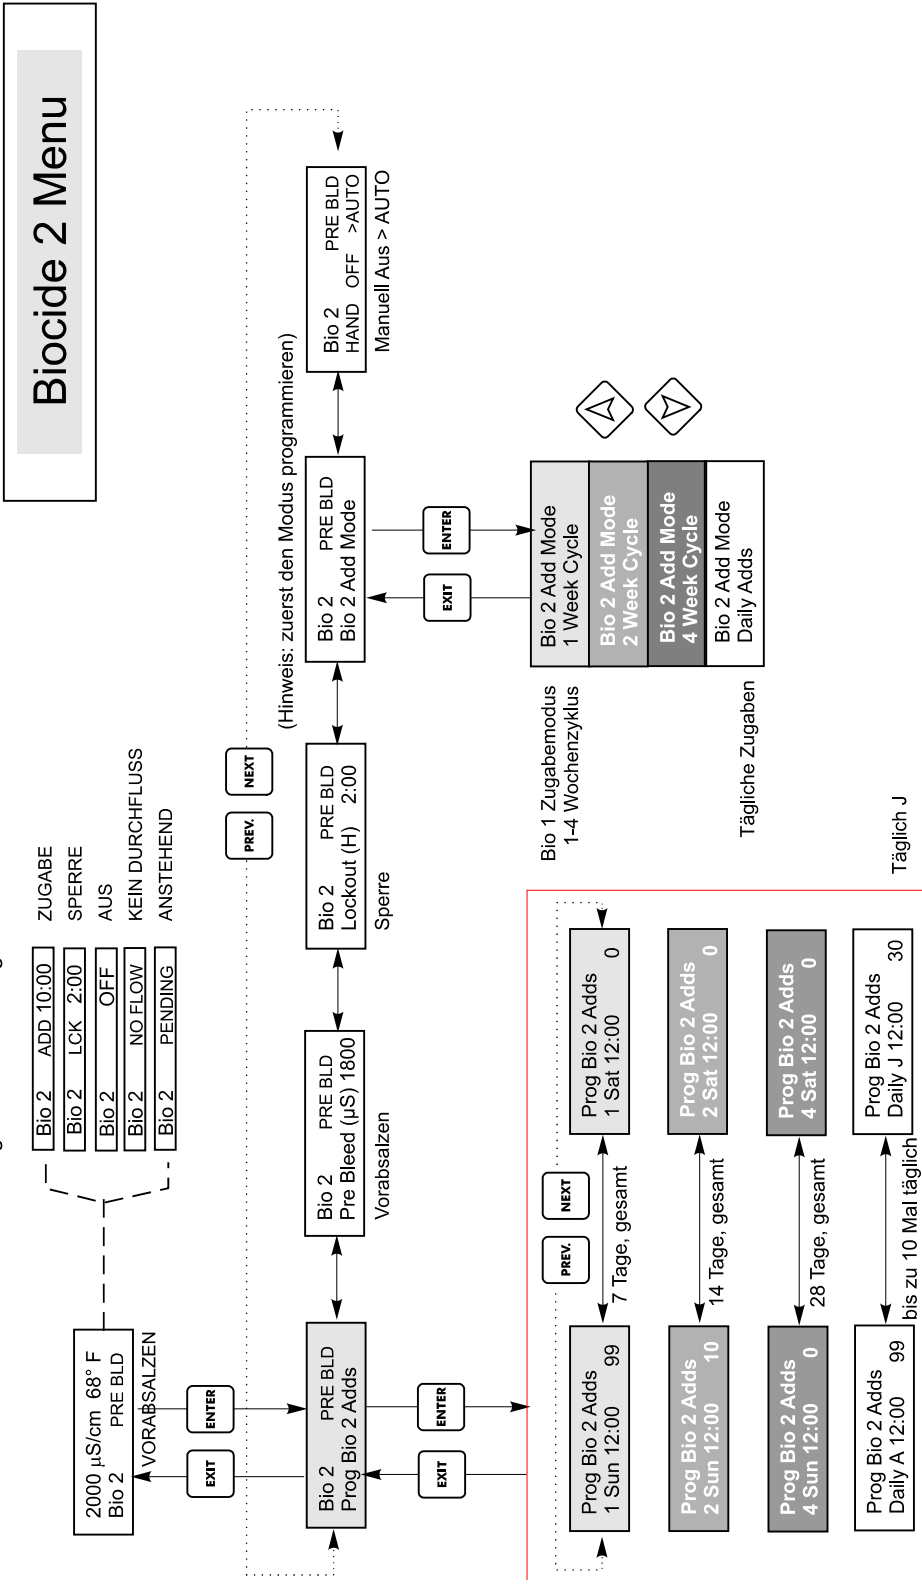 Biocide 2 Menu
2000 µS/cm 68° F
Bio 2 PRE BLD
VORABSALZEN
Bio 2 ADD 10:00
ZUGABE
Bio 2 LCK 2:00
SPERRE
Bio 2 OFF
AUS
Bio 2 NO FLOW
KEIN DURCHFLUSS
Bio 2 PENDING
ANSTEHEND
EXIT
ENTER
PREV.
NEXT
(Hinweis: zuerst den Modus programmieren)
Bio 2 PRE BLD
Prog Bio 2 Adds
Bio 2 PRE BLD
Pre Bleed (µS) 1800
Vorabsalzen
Bio 2 PRE BLD
Lockout (H) 2:00
Sperre
Bio 2 PRE BLD
Bio 2 Add Mode
Bio 2 PRE BLD
HAND OFF >AUTO
Manuell Aus > AUTO
EXIT
ENTER
EXIT
ENTER
Bio 1 Zugabemodus
1-4 Wochenzyklus
Bio 2 Add Mode
1 Week Cycle
Bio 2 Add Mode
2 Week Cycle
Bio 2 Add Mode
4 Week Cycle
Tägliche Zugaben
Bio 2 Add Mode
Daily Adds
PREV.
NEXT
Prog Bio 2 Adds
1 Sun 12:00 99
7 Tage, gesamt
Prog Bio 2 Adds
1 Sat 12:00 0
Prog Bio 2 Adds
2 Sun 12:00 10
14 Tage, gesamt
Prog Bio 2 Adds
2 Sat 12:00 0
Prog Bio 2 Adds
4 Sun 12:00 0
28 Tage, gesamt
Prog Bio 2 Adds
4 Sat 12:00 0
Prog Bio 2 Adds
Daily A 12:00 99
bis zu 10 Mal täglich
Prog Bio 2 Adds
Daily J 12:00 30
Täglich J